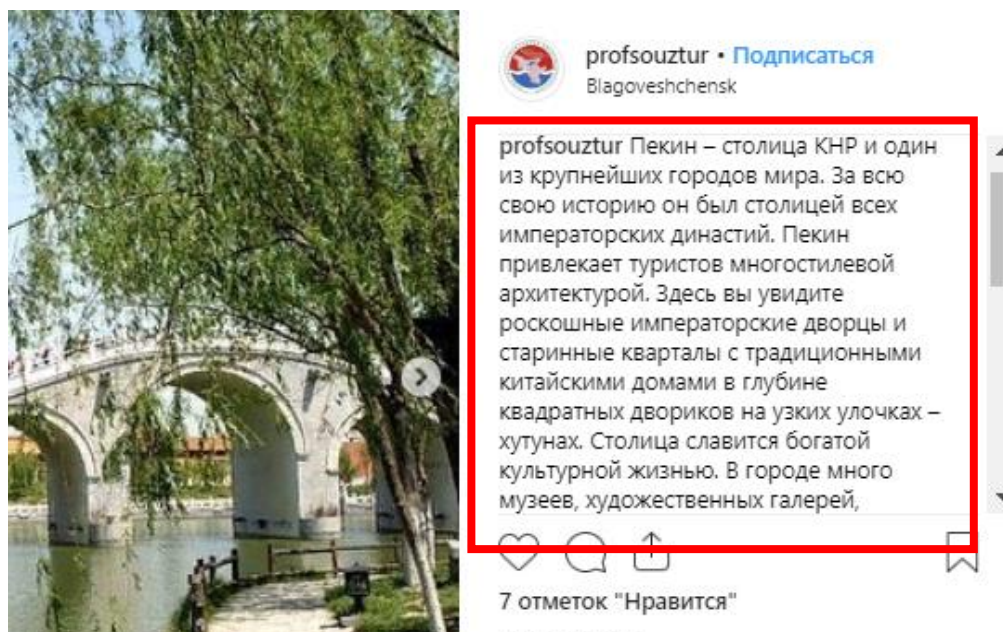 profsouztur • Подписаться
Blagoveshchensk
profsouztur Пекин – столица КНР и один
из крупнейших городов мира. За всю
свою историю он был столицей всех
императорских династий. Пекин
привлекает туристов многостилевой
архитектурой. Здесь вы увидите
роскошные императорские дворцы и
старинные кварталы с традиционными
китайскими домами в глубине
квадратных двориков на узких улочках –
хутунах. Столица славится богатой
культурной жизнью. В городе много
музеев, художественных галерей,
7 отметок "Нравится"